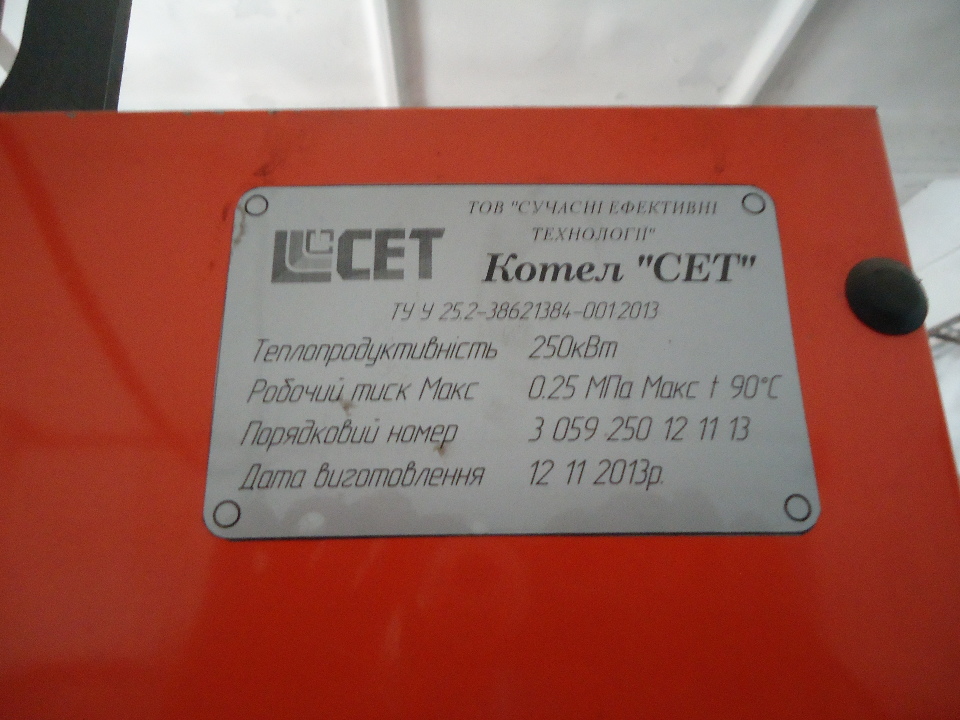 ТОВ "СУЧАСНІ ЕФЕКТИВНІ
ТЕХНОЛОГІЇ"
СЕТ
Котел "СЕТ"
ТУ У 25.2-38621384-001:2013
Теплопродуктивність 250кВт
Робочий тиск Макс 0.25 МПа Макс t 90°С
Порядковий номер 3 059 250 12 11 13
Дата виготовлення 12 11 2013р.